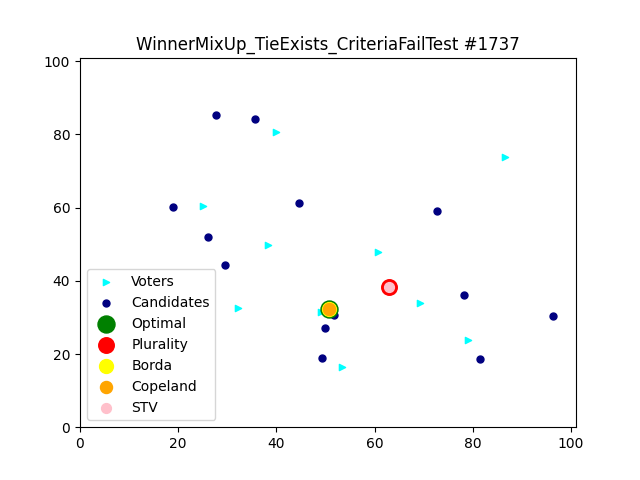 WinnerMixUp_TieExists_CriteriaFailTest #1737
100
80
60
40
20
0
Voters
Candidates
Optimal
Plurality
Borda
Copeland
STV
0 20 40 60 80 100